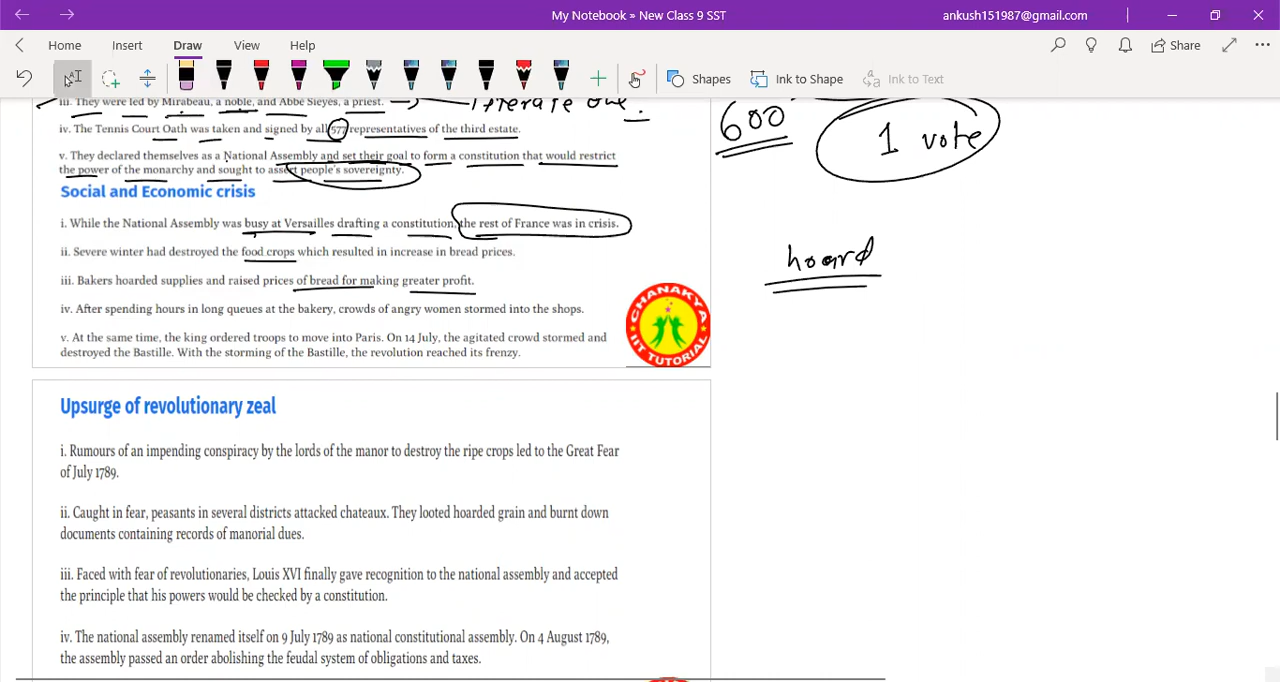 My Notebook » New Class 9 SST
ankush151987@gmail.com
Home Insert Draw View Help
Share
Shapes
Ink to Shape
Ink to Text
iii. They were led by Mirabeau, a noble, and Abbé Sieyès, a priest.
literate one.
iv. The Tennis Court Oath was taken and signed by all 577 representatives of the third estate.
v. They declared themselves as a National Assembly and set their goal to form a constitution that would restrict
the power of the monarchy and sought to assert people's sovereignty.
600
1 vote
Social and Economic crisis
i. While the National Assembly was busy at Versailles drafting a constitution, the rest of France was in crisis.
ii. Severe winter had destroyed the food crops which resulted in increase in bread prices.
iii. Bakers hoarded supplies and raised prices of bread for making greater profit.
hoard
iv. After spending hours in long queues at the bakery, crowds of angry women stormed into the shops.
v. At the same time, the king ordered troops to move into Paris. On 14 July, the agitated crowd stormed and
destroyed the Bastille. With the storming of the Bastille, the revolution reached its frenzy.
CHANAKYA
IIT TUTORIAL
Upsurge of revolutionary zeal
i. Rumours of an impending conspiracy by the lords of the manor to destroy the ripe crops led to the Great Fear
of July 1789.
ii. Caught in fear, peasants in several districts attacked chateaux. They looted hoarded grain and burnt down
documents containing records of manorial dues.
iii. Faced with fear of revolutionaries, Louis XVI finally gave recognition to the national assembly and accepted
the principle that his powers would be checked by a constitution.
iv. The national assembly renamed itself on 9 July 1789 as national constitutional assembly. On 4 August 1789,
the assembly passed an order abolishing the feudal system of obligations and taxes.